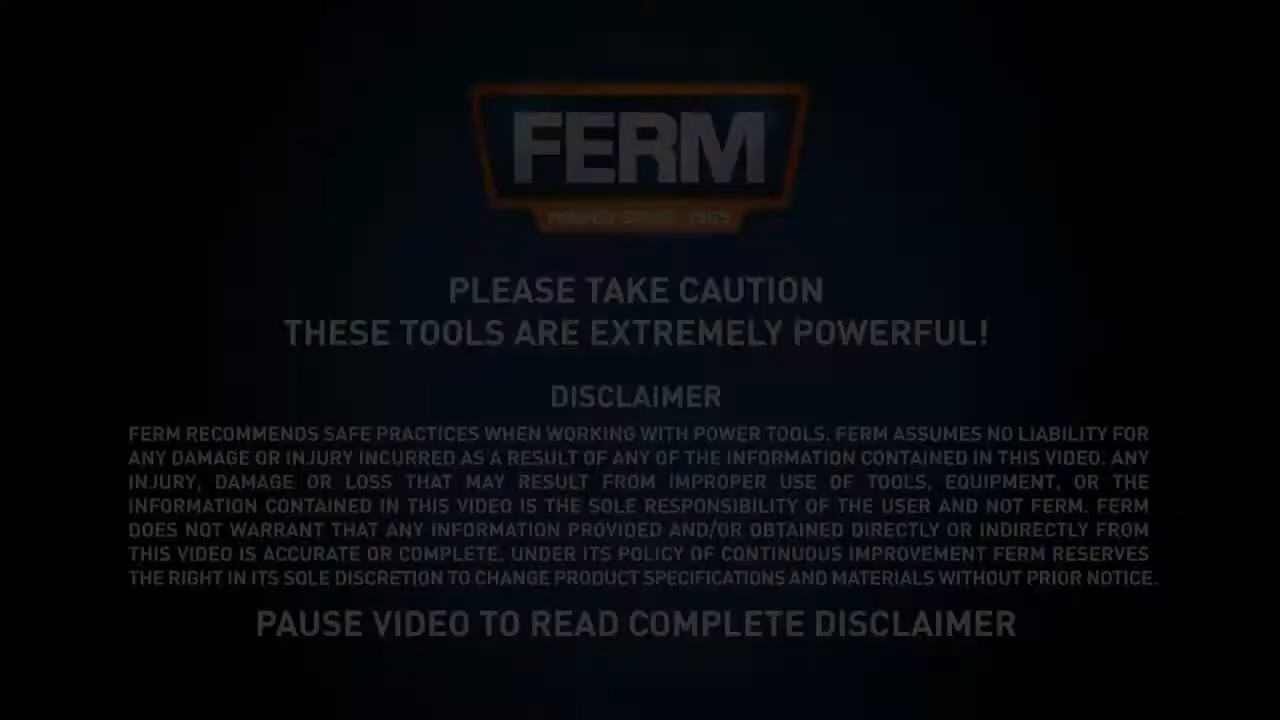 FERM
POWER SINCE 1965
PLEASE TAKE CAUTION
THESE TOOLS ARE EXTREMELY POWERFUL!
DISCLAIMER
FERM RECOMMENDS SAFE PRACTICES WHEN WORKING WITH POWER TOOLS. FERM ASSUMES NO LIABILITY FOR
ANY DAMAGE OR INJURY INCURRED AS A RESULT OF ANY OF THE INFORMATION CONTAINED IN THIS VIDEO. ANY
INJURY, DAMAGE OR LOSS THAT MAY RESULT FROM IMPROPER USE OF TOOLS, EQUIPMENT, OR THE
INFORMATION CONTAINED IN THIS VIDEO IS THE SOLE RESPONSIBILITY OF THE USER AND NOT FERM. FERM
DOES NOT WARRANT THAT ANY INFORMATION PROVIDED AND/OR OBTAINED DIRECTLY OR INDIRECTLY FROM
THIS VIDEO IS ACCURATE OR COMPLETE. UNDER ITS POLICY OF CONTINUOUS IMPROVEMENT FERM RESERVES
THE RIGHT IN ITS SOLE DISCRETION TO CHANGE PRODUCT SPECIFICATIONS AND MATERIALS WITHOUT PRIOR NOTICE.
PAUSE VIDEO TO READ COMPLETE DISCLAIMER